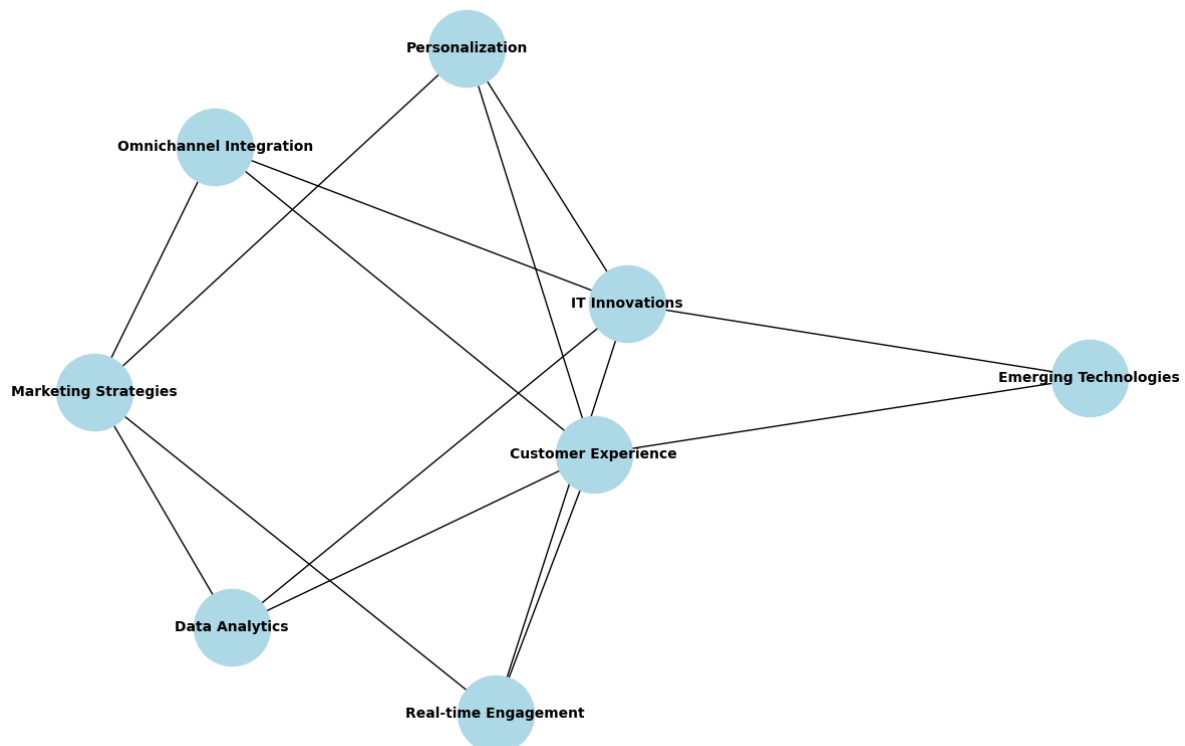 Personalization
Omnichannel Integration
IT Innovations
Emerging Technologies
Marketing Strategies
Customer Experience
Data Analytics
Real-time Engagement